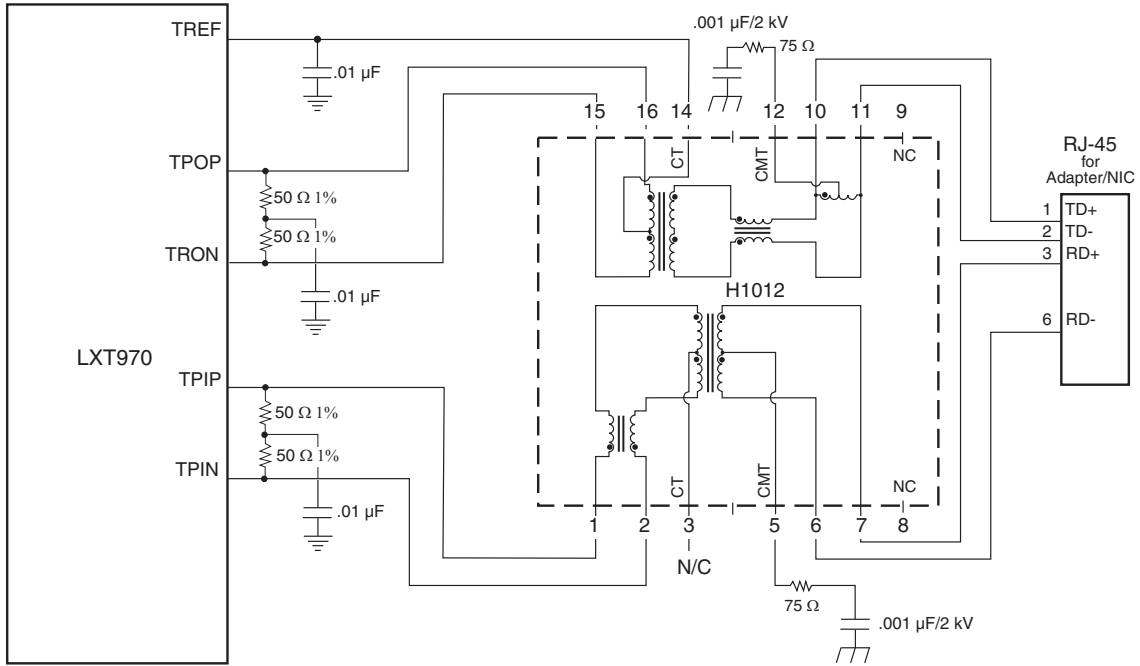 TREF
.01 µF
.001 µF/2 kV
75 Ω
15 16 14 12 10 11 9
CT
CMT
NC
TPOP
50 Ω 1%
50 Ω 1%
TRON
.01 µF
RJ-45
for
Adapter/NIC
1 TD+
2 TD-
3 RD+
6 RD-
H1012
LXT970
TPIP
50 Ω 1%
50 Ω 1%
TPIN
.01 µF
CT
CMT
NC
1 2 3 5 6 7 8
N/C
75 Ω
.001 µF/2 kV